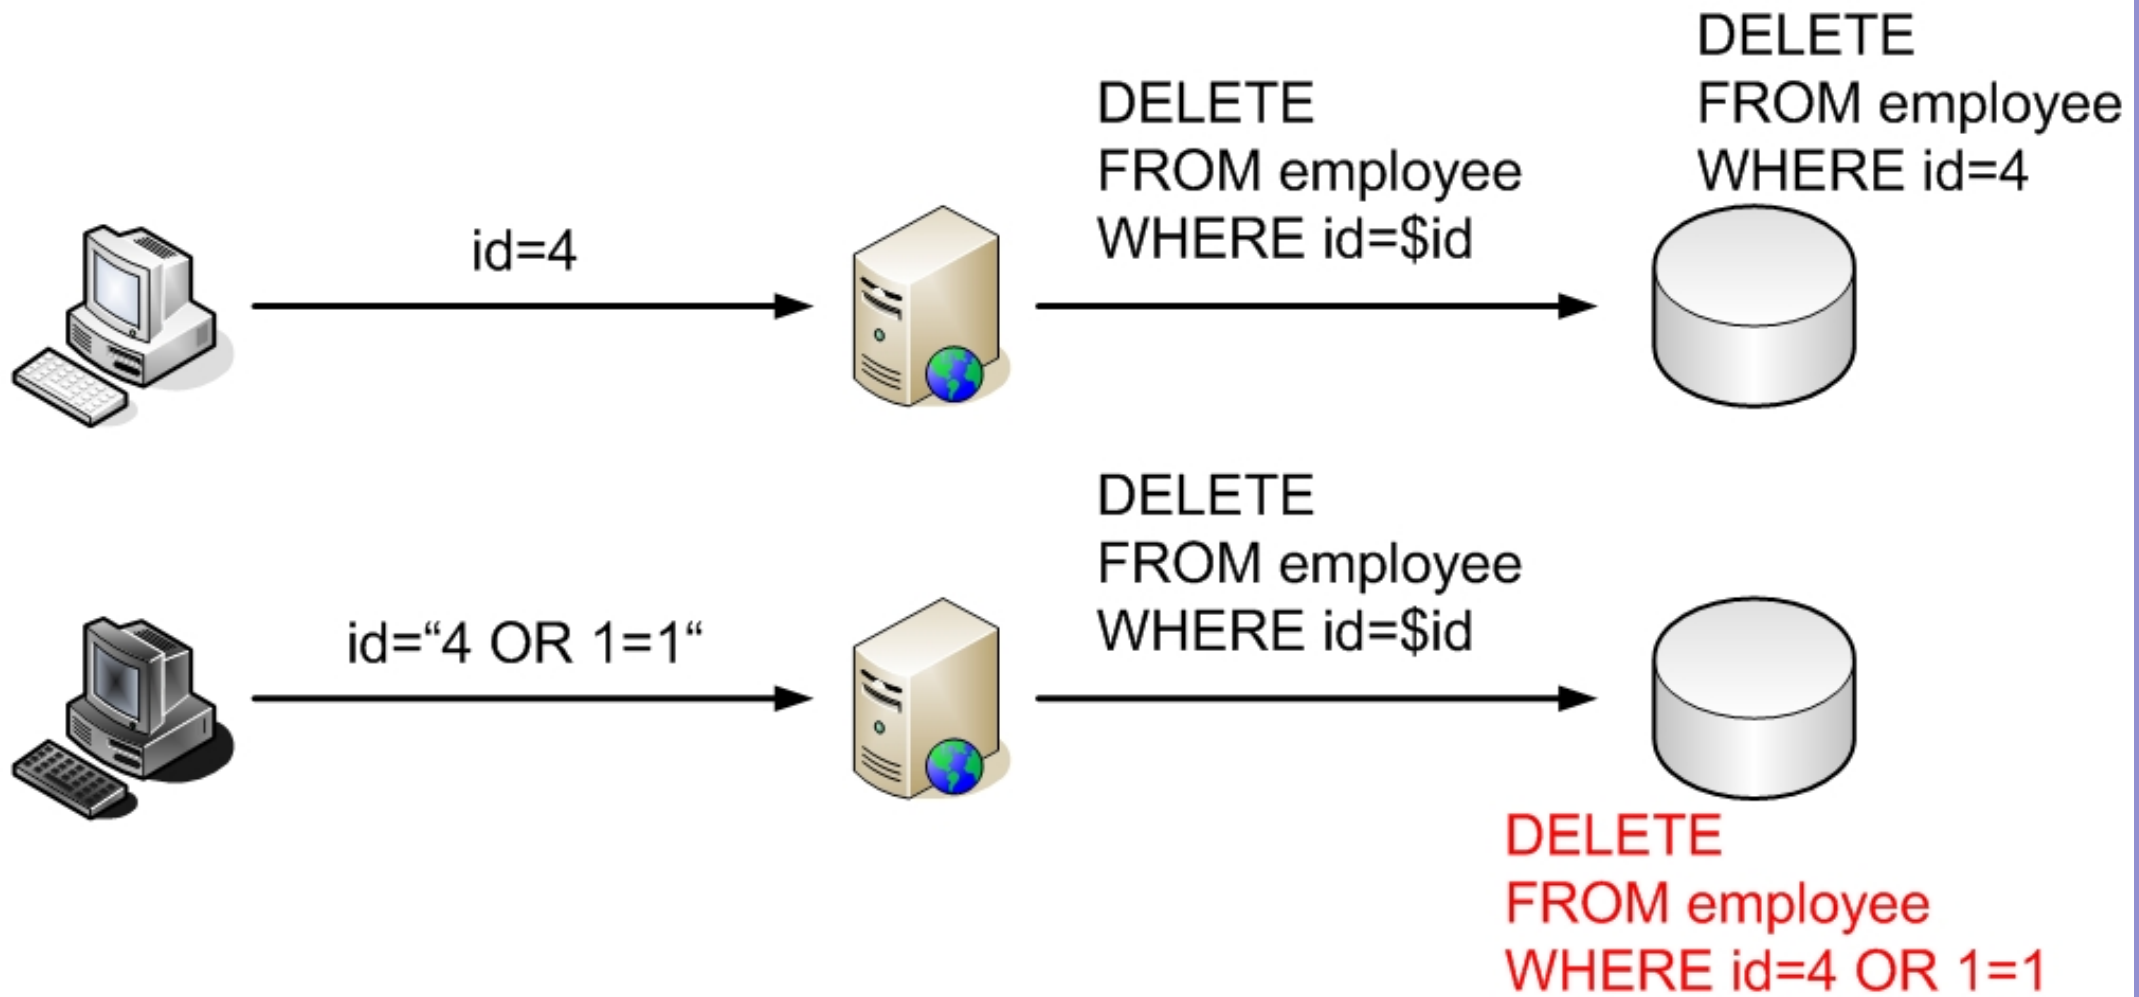 DELETE
FROM employee
WHERE id=4
DELETE
FROM employee
WHERE id=$id
id=4
DELETE
FROM employee
WHERE id=$id
id=“4 OR 1=1“
DELETE
FROM employee
WHERE id=4 OR 1=1